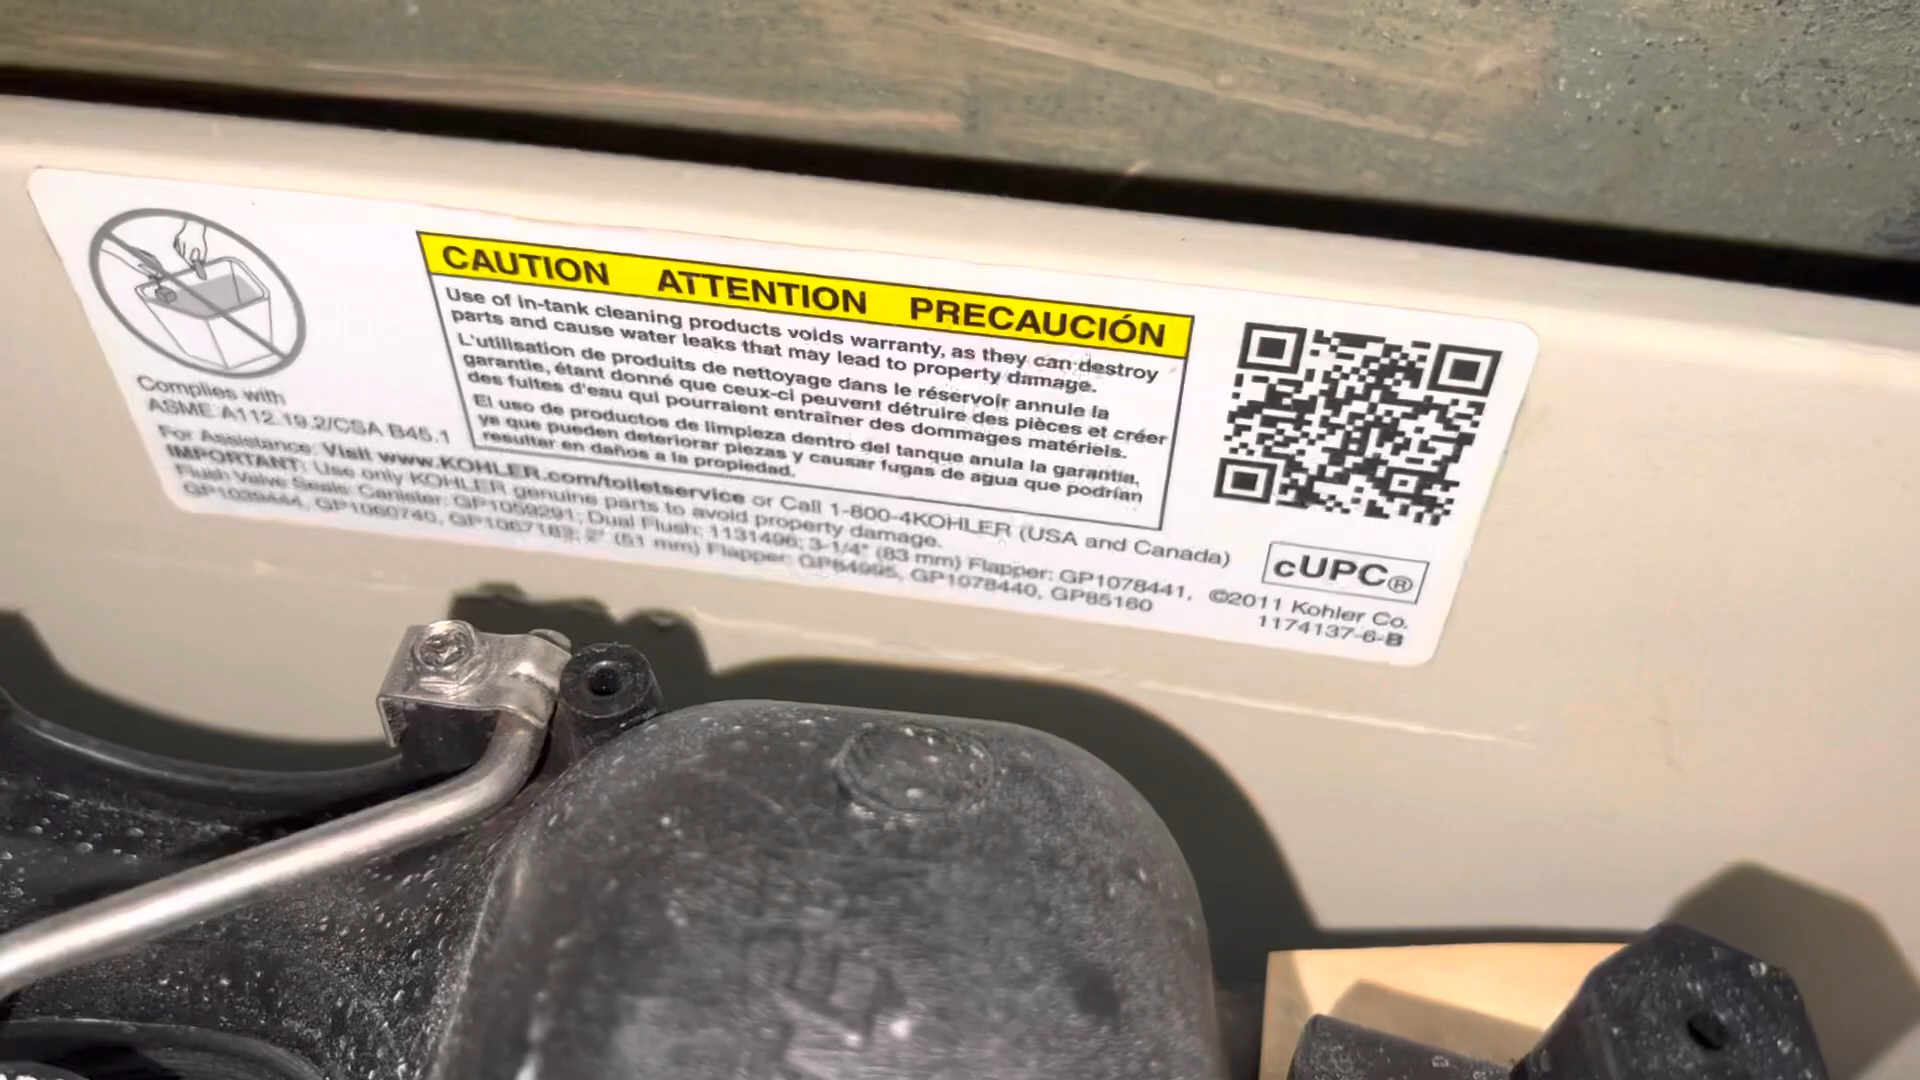 CAUTION ATTENTION PRECAUCIÓN
Use of in-tank cleaning products voids warranty, as they can destroy
parts and cause water leaks that may lead to property damage.
L'utilisation de produits de nettoyage dans le réservoir annule la
garantie, étant donné que ceux-ci peuvent détruire des pièces et créer
des fuites d'eau qui pourraient entraîner des dommages matériels.
El uso de productos de limpieza dentro del tanque anula la garantía,
ya que pueden deteriorar piezas y causar fugas de agua que podrían
resultar en daños a la propiedad.
Complies with
ASME A112.19.2/CSA B45.1
For Assistance: Visit www.KOHLER.com/toiletservice or Call 1-800-4KOHLER (USA and Canada)
IMPORTANT: Use only KOHLER genuine parts to avoid property damage.
Flush Valve Seals: Canister: GP1059291; Dual Flush: 1131496; 3-1/4" (83 mm) Flapper: GP1078441,
GP1039444, GP1060740, GP1067183; 2" (51 mm) Flapper: GP84995, GP1078440, GP85160
cUPC®
©2011 Kohler Co.
1174137-6-B